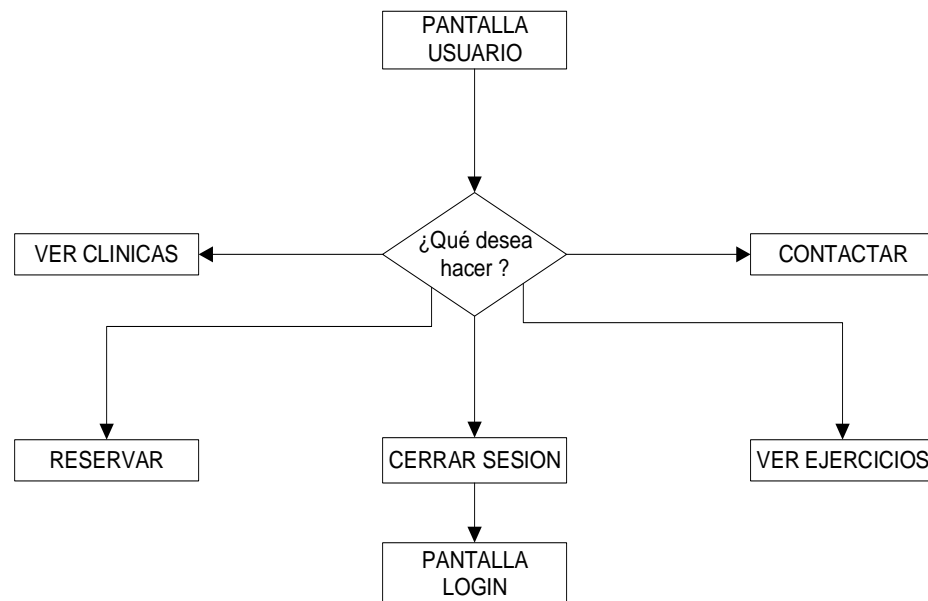 PANTALLA
USUARIO
¿Qué desea
hacer ?
VER CLINICAS
CONTACTAR
RESERVAR
CERRAR SESION
VER EJERCICIOS
PANTALLA
LOGIN